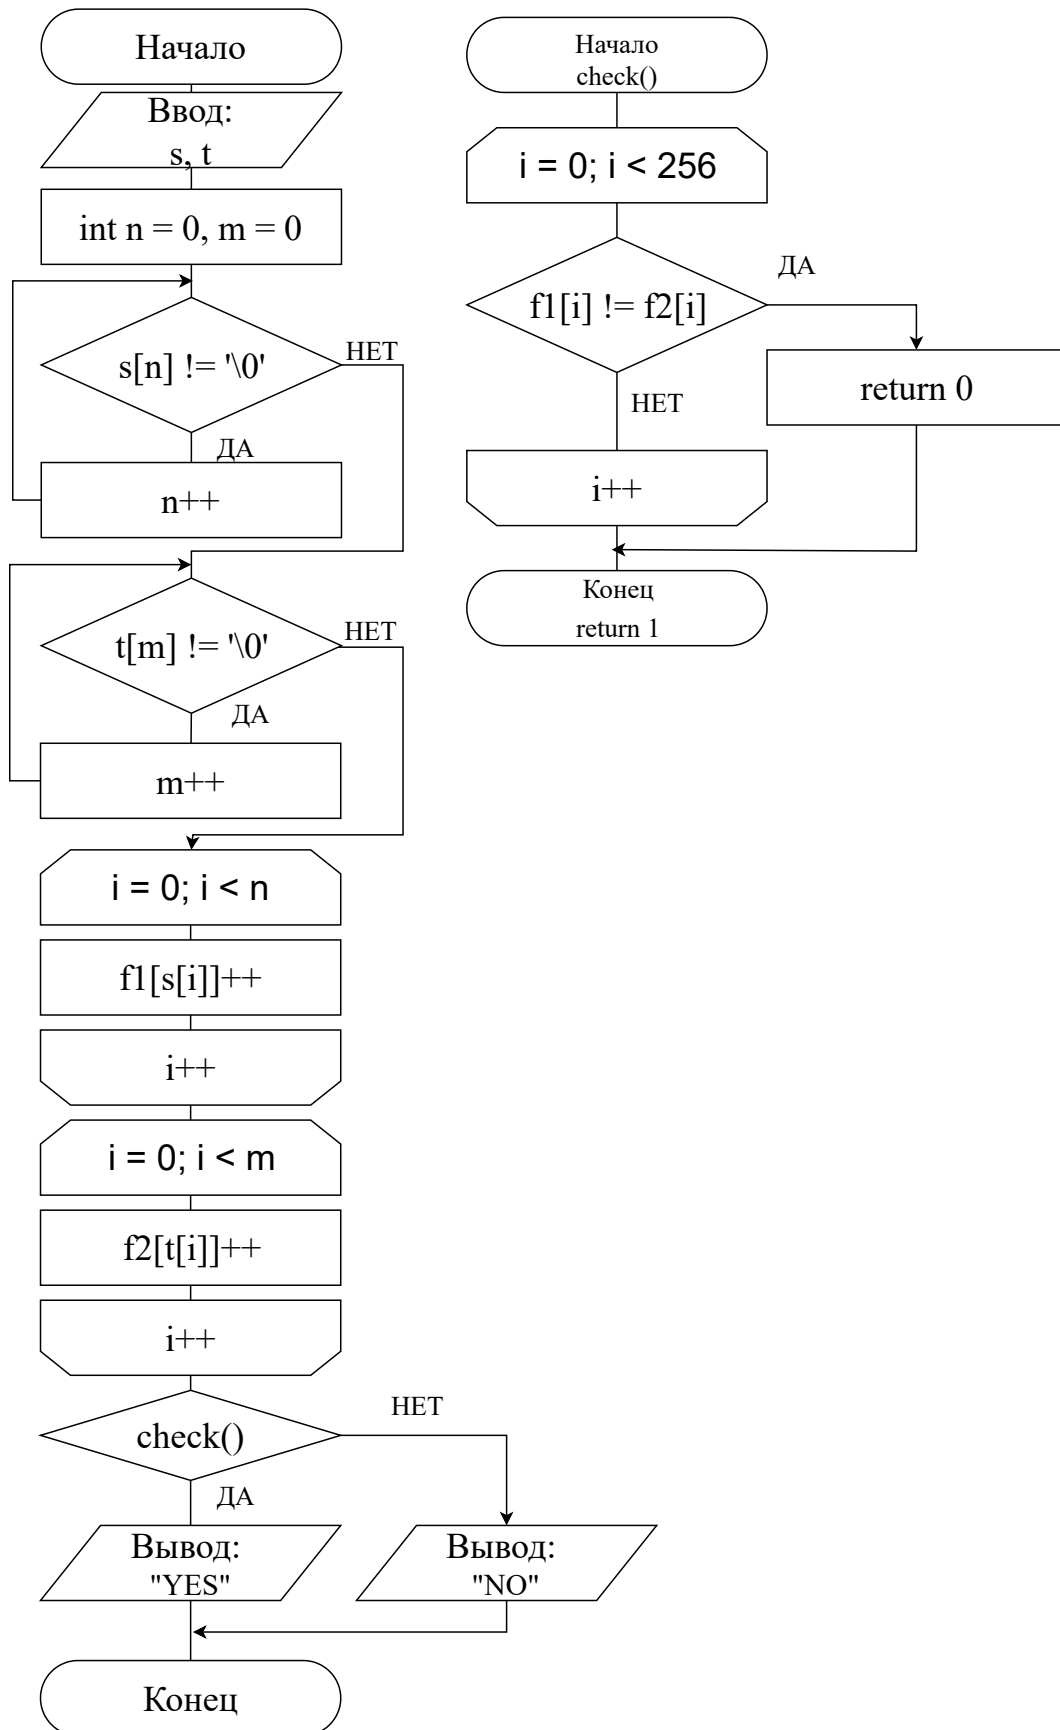 Начало
Ввод:
s, t
int n = 0, m = 0
s[n] != '\0'
НЕТ
ДА
n++
t[m] != '\0'
НЕТ
ДА
m++
i = 0; i < n
f1[s[i]]++
i++
i = 0; i < m
f2[t[i]]++
i++
check()
НЕТ
ДА
Вывод:
"YES"
Вывод:
"NO"
Конец
Начало
check()
i = 0; i < 256
f1[i] != f2[i]
ДА
return 0
НЕТ
i++
Конец
return 1